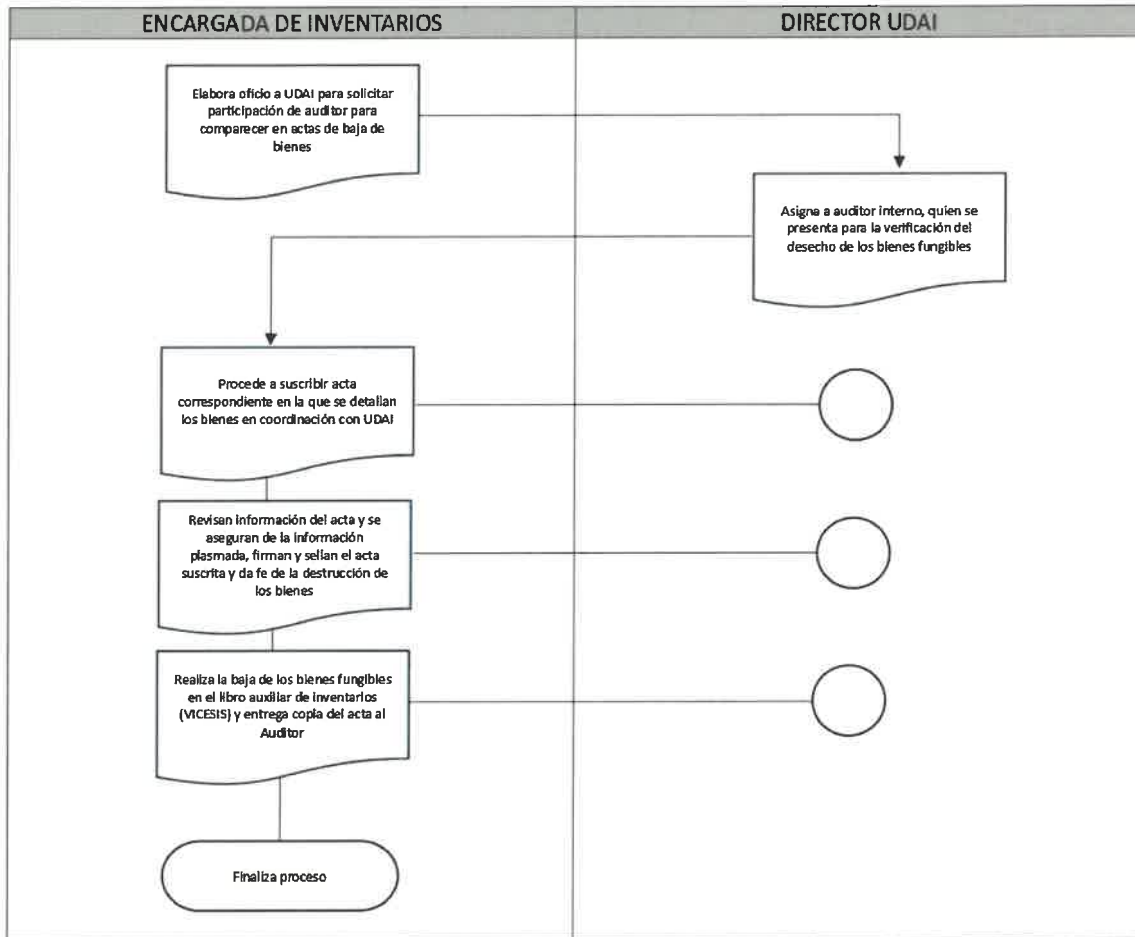 ENCARGADA DE INVENTARIOS
DIRECTOR UDAI
Elabora oficio a UDAI para solicitar
participación de auditor para
comparecer en actas de baja de
bienes
Asigna a auditor interno, quien se
presenta para la verificación del
desecho de los bienes fungibles
Procede a suscribir acta
correspondiente en la que se detallan
los bienes en coordinación con UDAI
Revisan información del acta y se
aseguran de la información
plasmada, firman y sellan el acta
suscrita y da fe de la destrucción de
los bienes
Realiza la baja de los bienes fungibles
en el libro auxiliar de inventarios
(VICESIS) y entrega copia del acta al
Auditor
Finaliza proceso